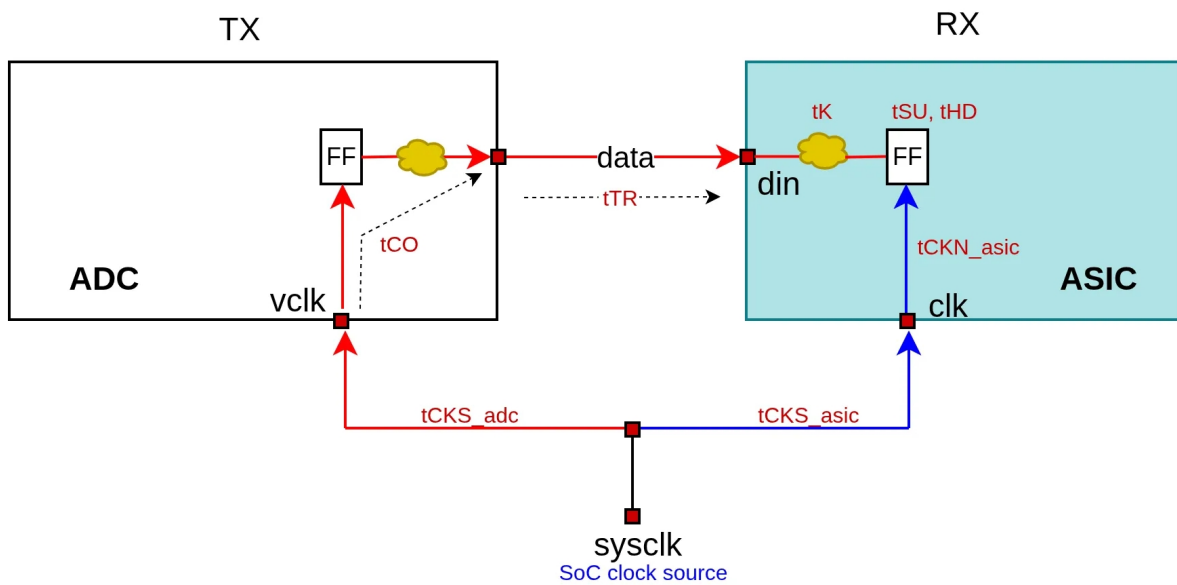 TX
RX
tK
tSU, tHD
FF
data
FF
din
tTR
tCO
tCKN_asic
ADC
ASIC
vclk
clk
tCKS_adc
tCKS_asic
sysclk
SoC clock source